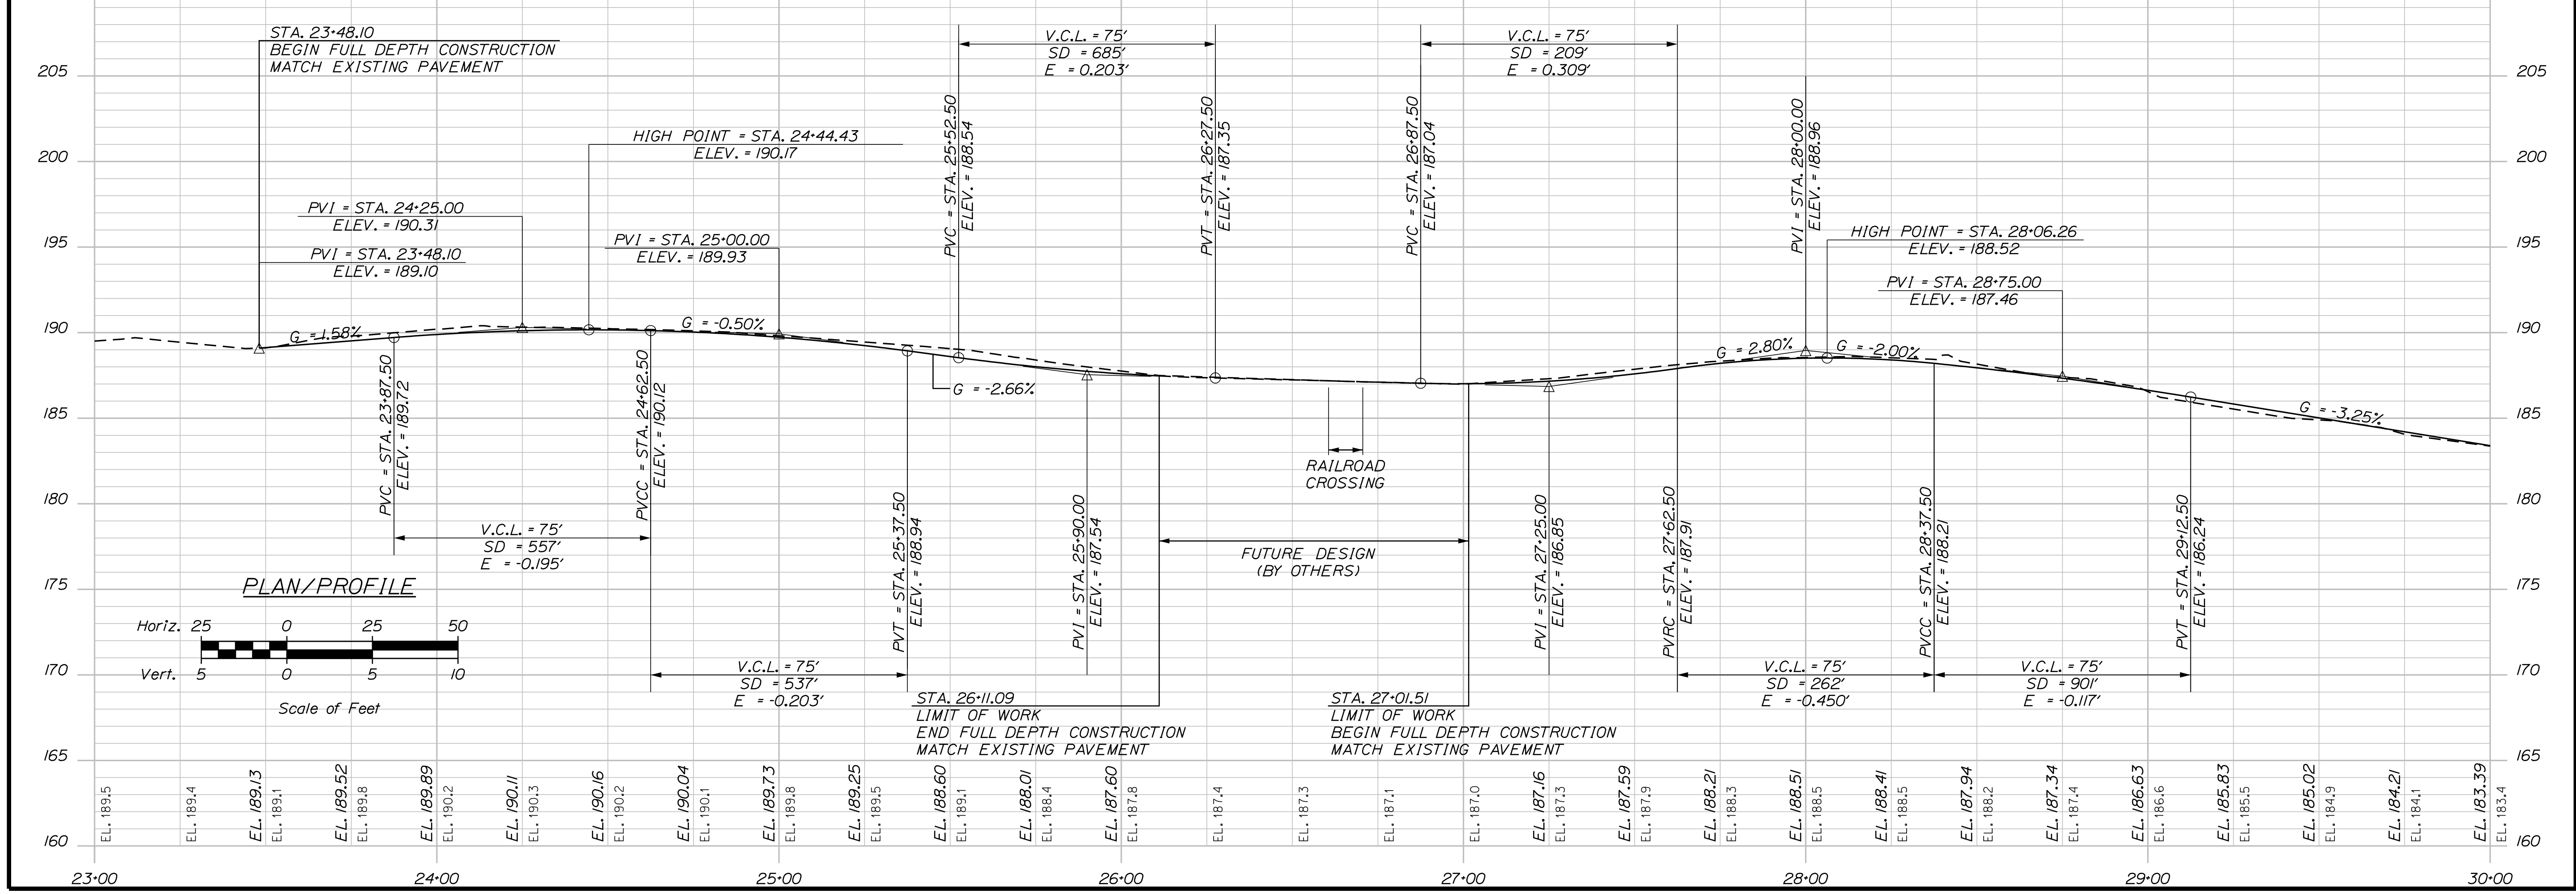 STA. 23+48.10
BEGIN FULL DEPTH CONSTRUCTION
MATCH EXISTING PAVEMENT
V.C.L. = 75'
SD = 685'
E = 0.203'
V.C.L. = 75'
SD = 209'
E = 0.309'
205
205
200
200
195
195
190
190
185
185
180
180
175
175
170
170
165
165
160
160
HIGH POINT = STA. 24+44.43
ELEV. = 190.17
PVI = STA. 24+25.00
ELEV. = 190.31
PVI = STA. 23+48.10
ELEV. = 189.10
PVI = STA. 25+00.00
ELEV. = 189.93
PVC = STA. 25+52.50
ELEV. = 188.54
PVT = STA. 26+27.50
ELEV. = 187.35
PVC = STA. 26+87.50
ELEV. = 187.04
PVI = STA. 28+00.00
ELEV. = 188.96
HIGH POINT = STA. 28+06.26
ELEV. = 188.52
PVI = STA. 28+75.00
ELEV. = 187.46
G = 1.58%
G = -0.50%
G = -2.66%
G = 2.80%
G = -2.00%
G = -3.25%
PVC = STA. 23+87.50
ELEV. = 189.72
PVCC = STA. 24+62.50
ELEV. = 190.12
PVT = STA. 25+37.50
ELEV. = 188.94
PVI = STA. 25+90.00
ELEV. = 187.54
RAILROAD
CROSSING
PVI = STA. 27+25.00
ELEV. = 186.85
PVRC = STA. 27+62.50
ELEV. = 187.91
PVCC = STA. 28+37.50
ELEV. = 188.21
PVT = STA. 29+12.50
ELEV. = 186.24
V.C.L. = 75'
SD = 557'
E = -0.195'
FUTURE DESIGN
(BY OTHERS)
PLAN/PROFILE
Horiz. 25 0 25 50
Vert. 5 0 5 10
Scale of Feet
V.C.L. = 75'
SD = 537'
E = -0.203'
STA. 26+11.09
LIMIT OF WORK
END FULL DEPTH CONSTRUCTION
MATCH EXISTING PAVEMENT
STA. 27+01.51
LIMIT OF WORK
BEGIN FULL DEPTH CONSTRUCTION
MATCH EXISTING PAVEMENT
V.C.L. = 75'
SD = 262'
E = -0.450'
V.C.L. = 75'
SD = 901'
E = -0.117'
EL. 189.5
EL. 189.4
EL. 189.13
EL. 189.1
EL. 189.52
EL. 189.8
EL. 189.89
EL. 190.2
EL. 190.11
EL. 190.3
EL. 190.16
EL. 190.2
EL. 190.04
EL. 190.1
EL. 189.73
EL. 189.8
EL. 189.25
EL. 189.5
EL. 188.60
EL. 189.1
EL. 188.01
EL. 188.4
EL. 187.60
EL. 187.8
EL. 187.4
EL. 187.3
EL. 187.1
EL. 187.0
EL. 187.16
EL. 187.3
EL. 187.59
EL. 187.9
EL. 188.21
EL. 188.3
EL. 188.51
EL. 188.5
EL. 188.41
EL. 188.5
EL. 187.94
EL. 188.2
EL. 187.34
EL. 187.4
EL. 186.63
EL. 186.6
EL. 185.83
EL. 185.5
EL. 185.02
EL. 184.9
EL. 184.21
EL. 184.1
EL. 183.39
EL. 183.4
23+00 24+00 25+00 26+00 27+00 28+00 29+00 30+00